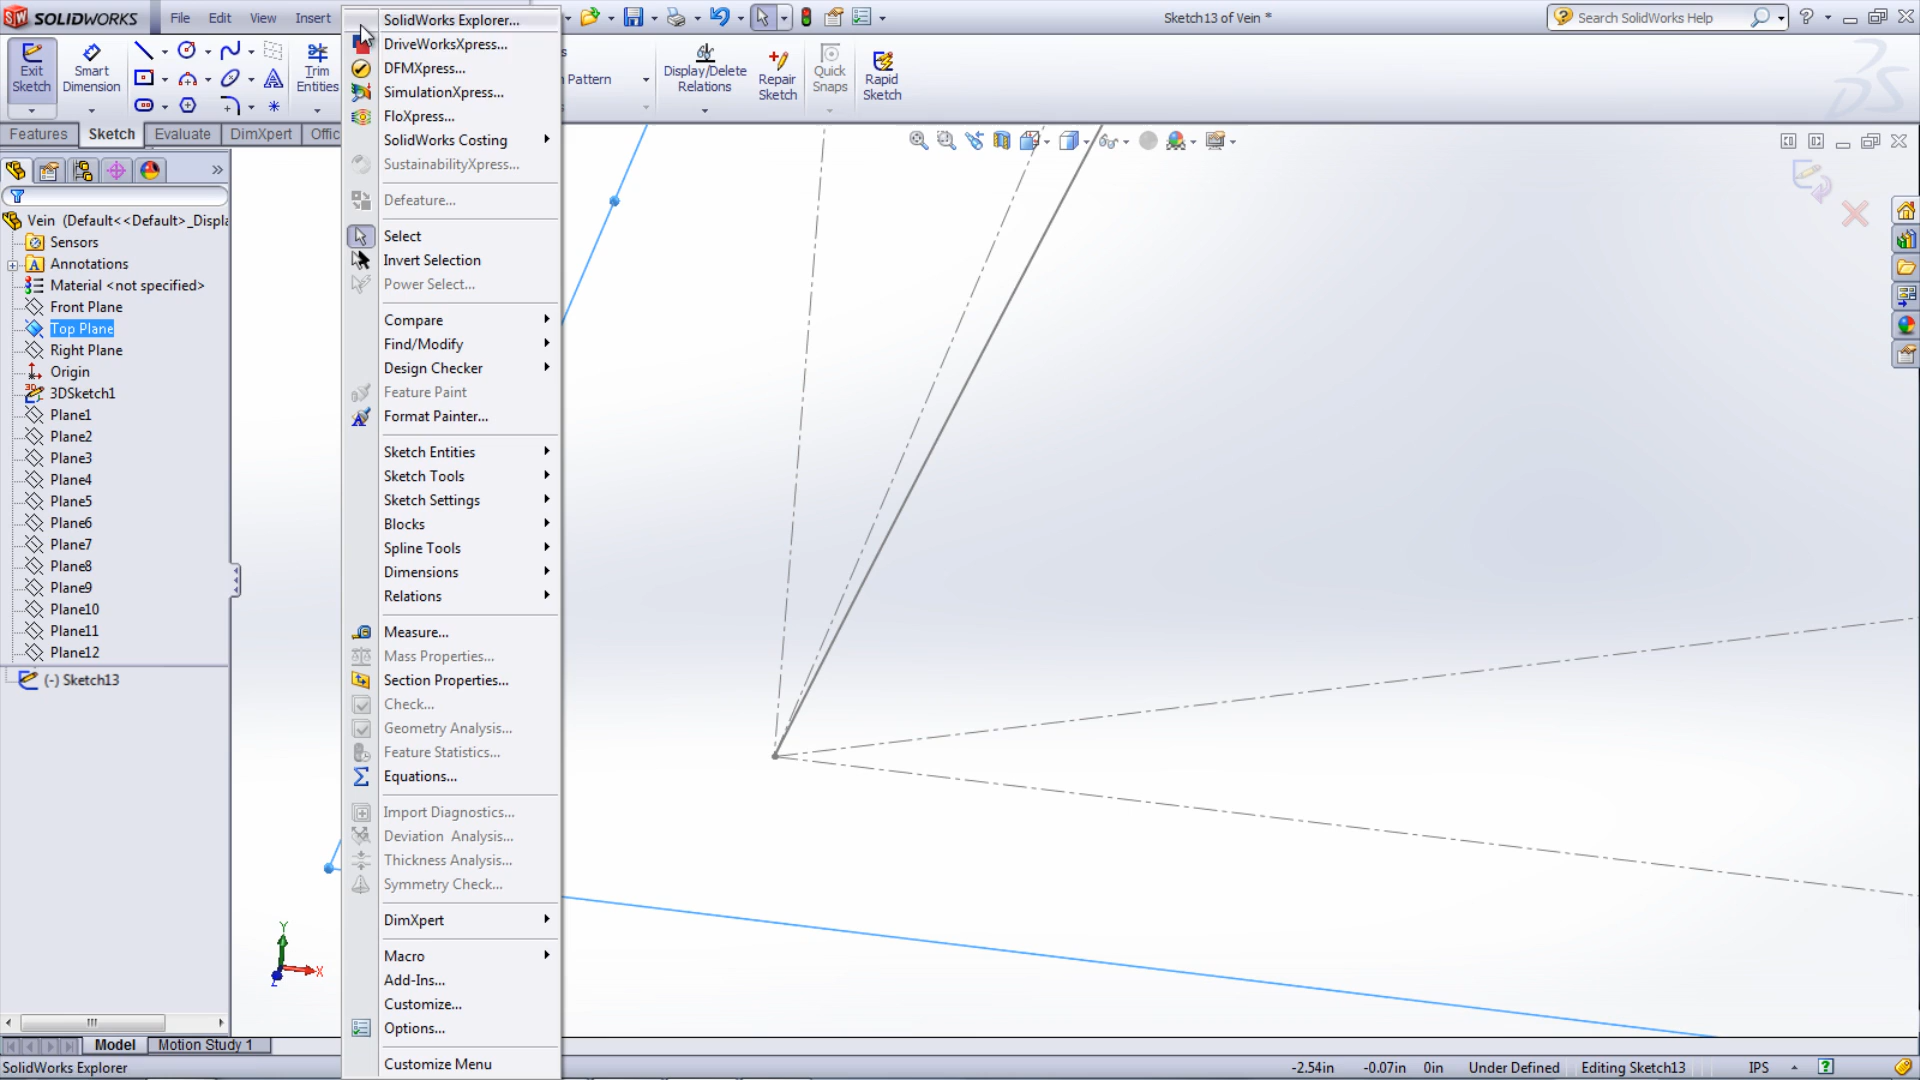 SOLIDWORKS File Edit View Insert
Sketch13 of Vein *
Search SolidWorks Help
Exit Sketch
Smart Dimension
Trim Entities
Pattern
Display/Delete Relations
Repair Sketch
Quick Snaps
Rapid Sketch
Features Sketch Evaluate DimXpert
Vein (Default<<Default>_Displa
Sensors
Annotations
Material <not specified>
Front Plane
Top Plane
Right Plane
Origin
3DSketch1
Plane1
Plane2
Plane3
Plane4
Plane5
Plane6
Plane7
Plane8
Plane9
Plane10
Plane11
Plane12
(-) Sketch13
SolidWorks Explorer...
DriveWorksXpress...
DFMXpress...
SimulationXpress...
FloXpress...
SolidWorks Costing
SustainabilityXpress...
Defeature...
Select
Invert Selection
Power Select...
Compare
Find/Modify
Design Checker
Feature Paint
Format Painter...
Sketch Entities
Sketch Tools
Sketch Settings
Blocks
Spline Tools
Dimensions
Relations
Measure...
Mass Properties...
Section Properties...
Check...
Geometry Analysis...
Feature Statistics...
Equations...
Import Diagnostics...
Deviation Analysis...
Thickness Analysis...
Symmetry Check...
DimXpert
Macro
Add-Ins...
Customize...
Options...
Customize Menu
Y
X
Z
Model Motion Study 1
SolidWorks Explorer
-2.54in -0.07in 0in Under Defined Editing Sketch13 IPS